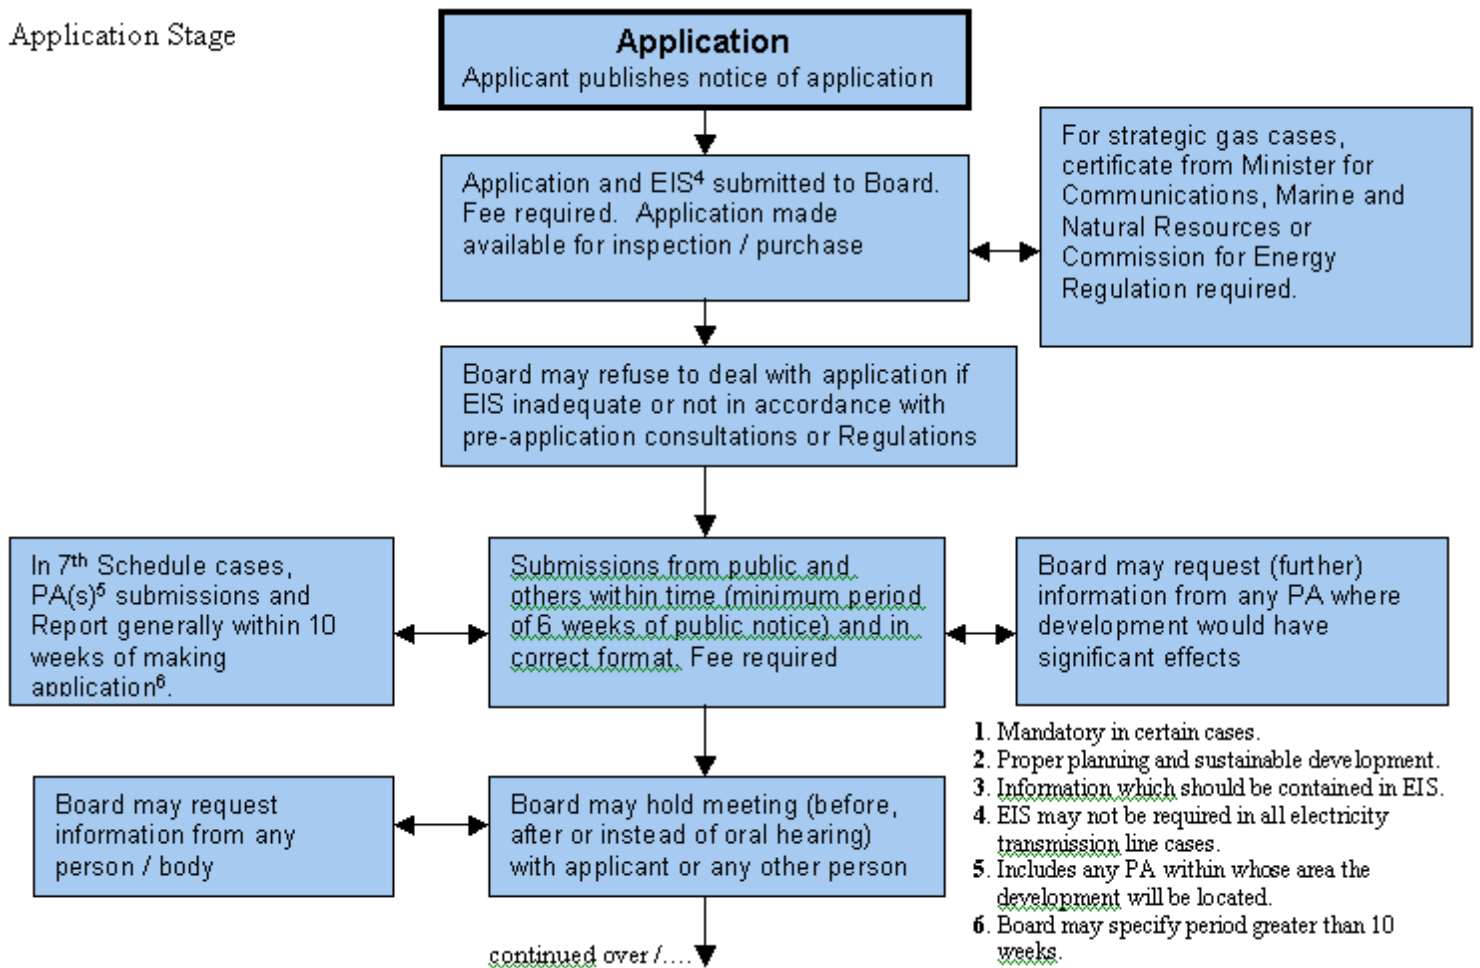 Application Stage
Application
Applicant publishes notice of application
Application and EIS⁴ submitted to Board.
Fee required. Application made
available for inspection / purchase
For strategic gas cases,
certificate from Minister for
Communications, Marine and
Natural Resources or
Commission for Energy
Regulation required.
Board may refuse to deal with application if
EIS inadequate or not in accordance with
pre-application consultations or Regulations
In 7th Schedule cases,
PA(s)⁵ submissions and
Report generally within 10
weeks of making
application⁶.
Submissions from public and
others within time (minimum period
of 6 weeks of public notice) and in
correct format. Fee required
Board may request (further)
information from any PA where
development would have
significant effects
Board may request
information from any
person / body
Board may hold meeting (before,
after or instead of oral hearing)
with applicant or any other person
1. Mandatory in certain cases.
2. Proper planning and sustainable development.
3. Information which should be contained in EIS.
4. EIS may not be required in all electricity
transmission line cases.
5. Includes any PA within whose area the
development will be located.
6. Board may specify period greater than 10
weeks.
continued over /....